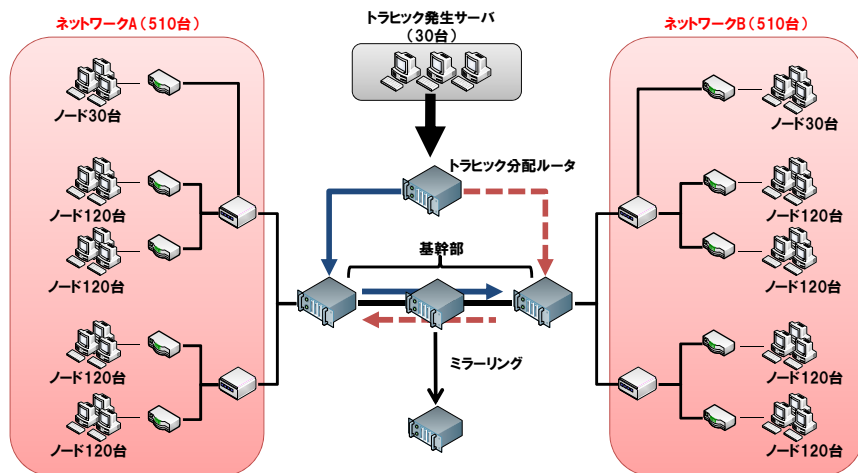 ネットワークA(510台)
トラヒック発生サーバ
(30台)
ネットワークB(510台)
ノード30台
ノード30台
トラヒック分配ルータ
ノード120台
ノード120台
基幹部
ノード120台
ノード120台
ミラーリング
ノード120台
ノード120台
ノード120台
ノード120台